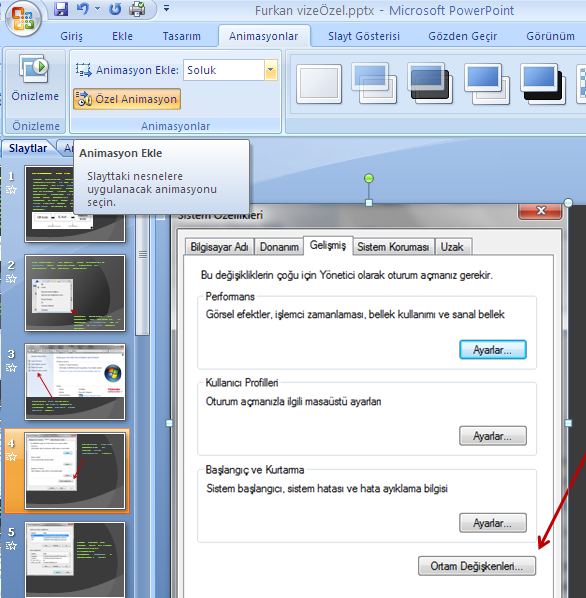 Furkan vizeÖzel.pptx - Microsoft PowerPoint
Giriş Ekle Tasarım Animasyonlar Slayt Gösterisi Gözden Geçir Görünüm
Önizleme
Animasyon Ekle: Soluk
Özel Animasyon
Önizleme
Animasyonlar
Slaytlar
Animasyon Ekle
Slayttaki nesnelere
uygulanacak animasyonu
seçin.
1
2
3
4
5
Sistem Özellikleri
Bilgisayar Adı Donanım Gelişmiş Sistem Koruması Uzak
Bu değişikliklerin çoğu için Yönetici olarak oturum açmanız gerekir.
Performans
Görsel efektler, işlemci zamanlaması, bellek kullanımı ve sanal bellek
Ayarlar...
Kullanıcı Profilleri
Oturum açmanızla ilgili masaüstü ayarları
Ayarlar...
Başlangıç ve Kurtarma
Sistem başlangıcı, sistem hatası ve hata ayıklama bilgisi
Ayarlar...
Ortam Değişkenleri...